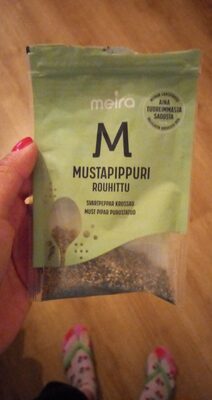 meira
AINA
TUOREIMMASTA
SADOSTA
M
MUSTAPIPPURI
ROUHITTU
SVARTPEPPAR KROSSAD
MUST PIPAR PURUSTATUD